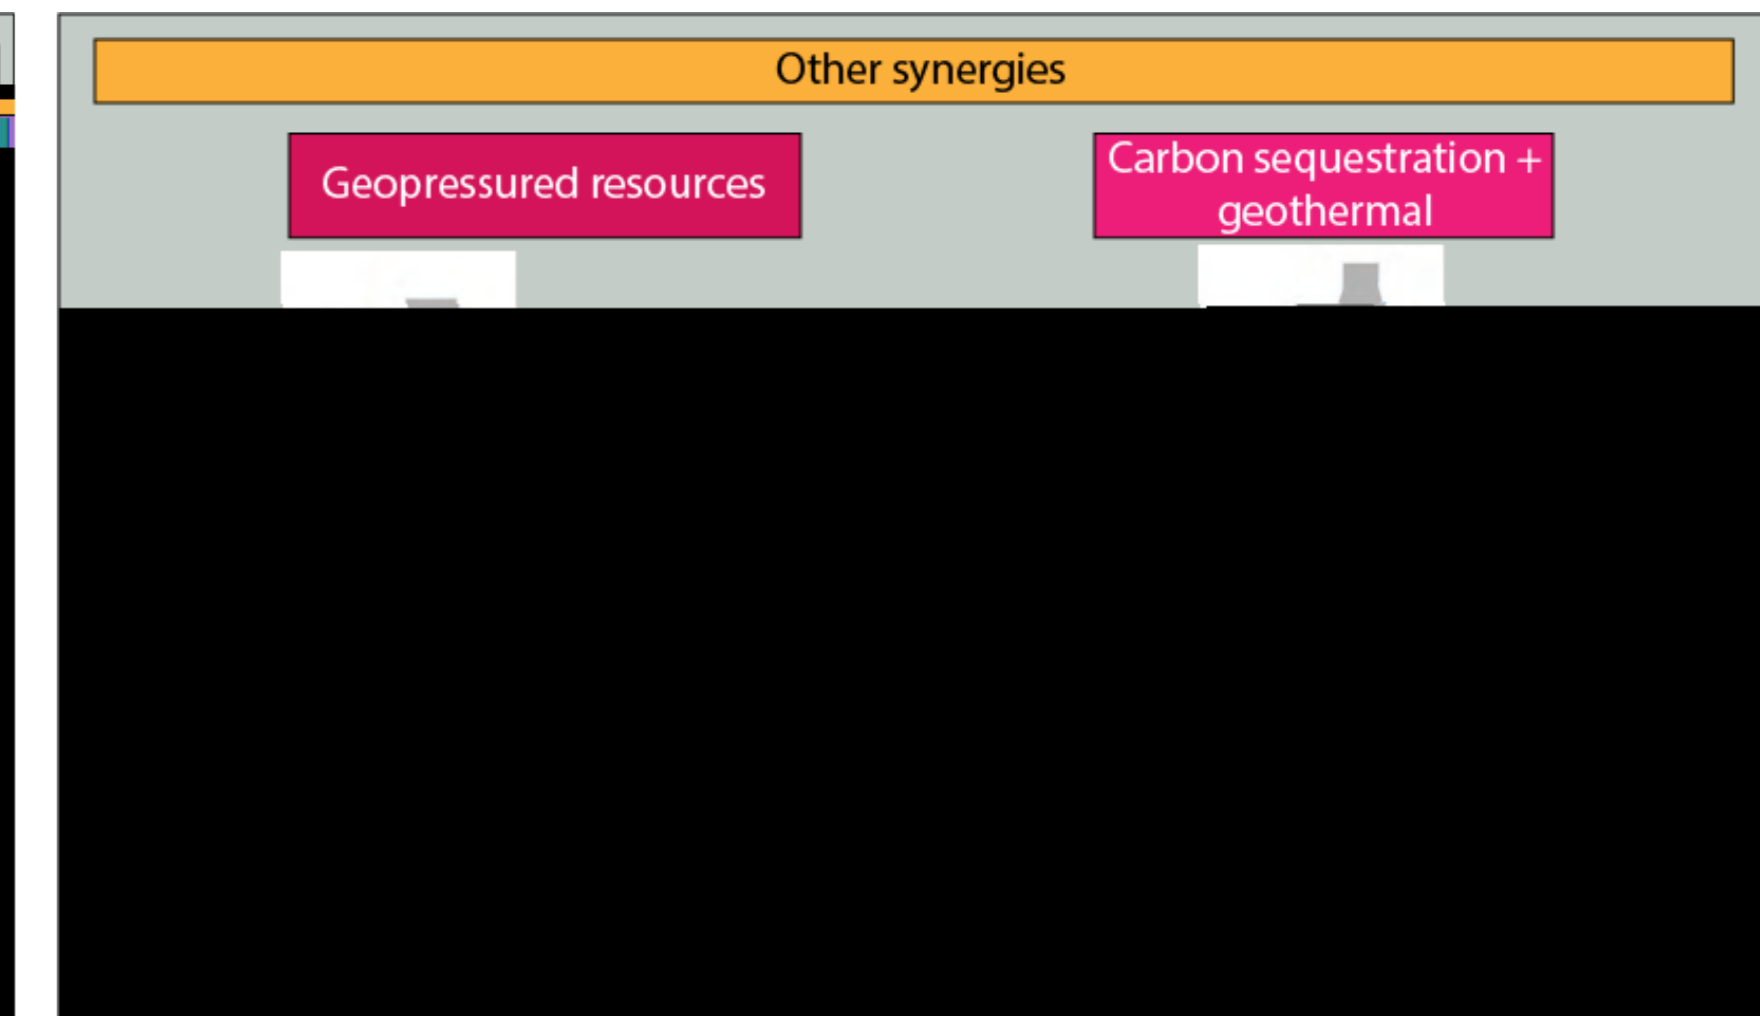 Other synergies
Geopressured resources
Carbon sequestration +
geothermal